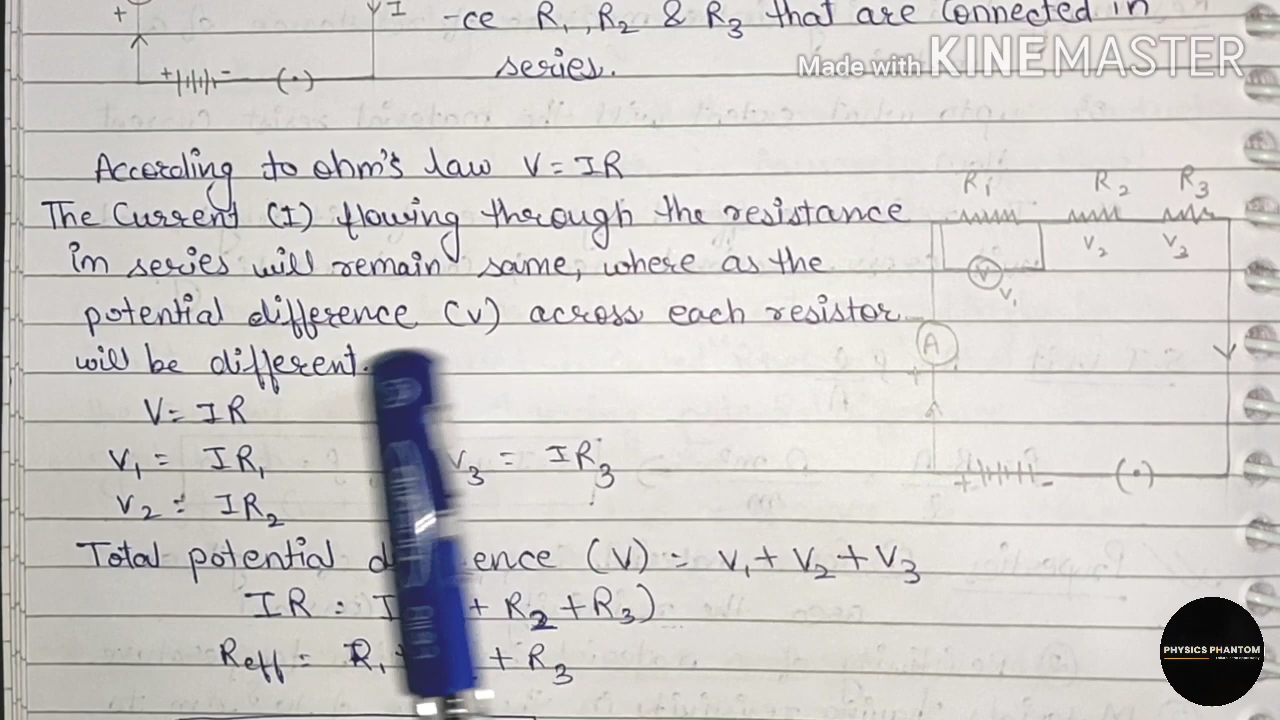 + I -ce R₁, R₂ & R₃ that are connected in
series.
+ - (•)
Made with KINEMASTER
According to ohm's law V = IR
The Current (I) flowing through the resistance
in series will remain same, where as the
potential difference (v) across each resistor
will be different.
V = IR
V₁ = IR₁ V₃ = IR₃
V₂ = IR₂
Total potential d ence (V) = V₁ + V₂ + V₃
IR = I + R₂ + R₃)
Reff = R₁ + + R₃
R₁ R₂ R₃
V V₂ V₃
V₁
A
+
+ - (•)
PHYSICS PHANTOM